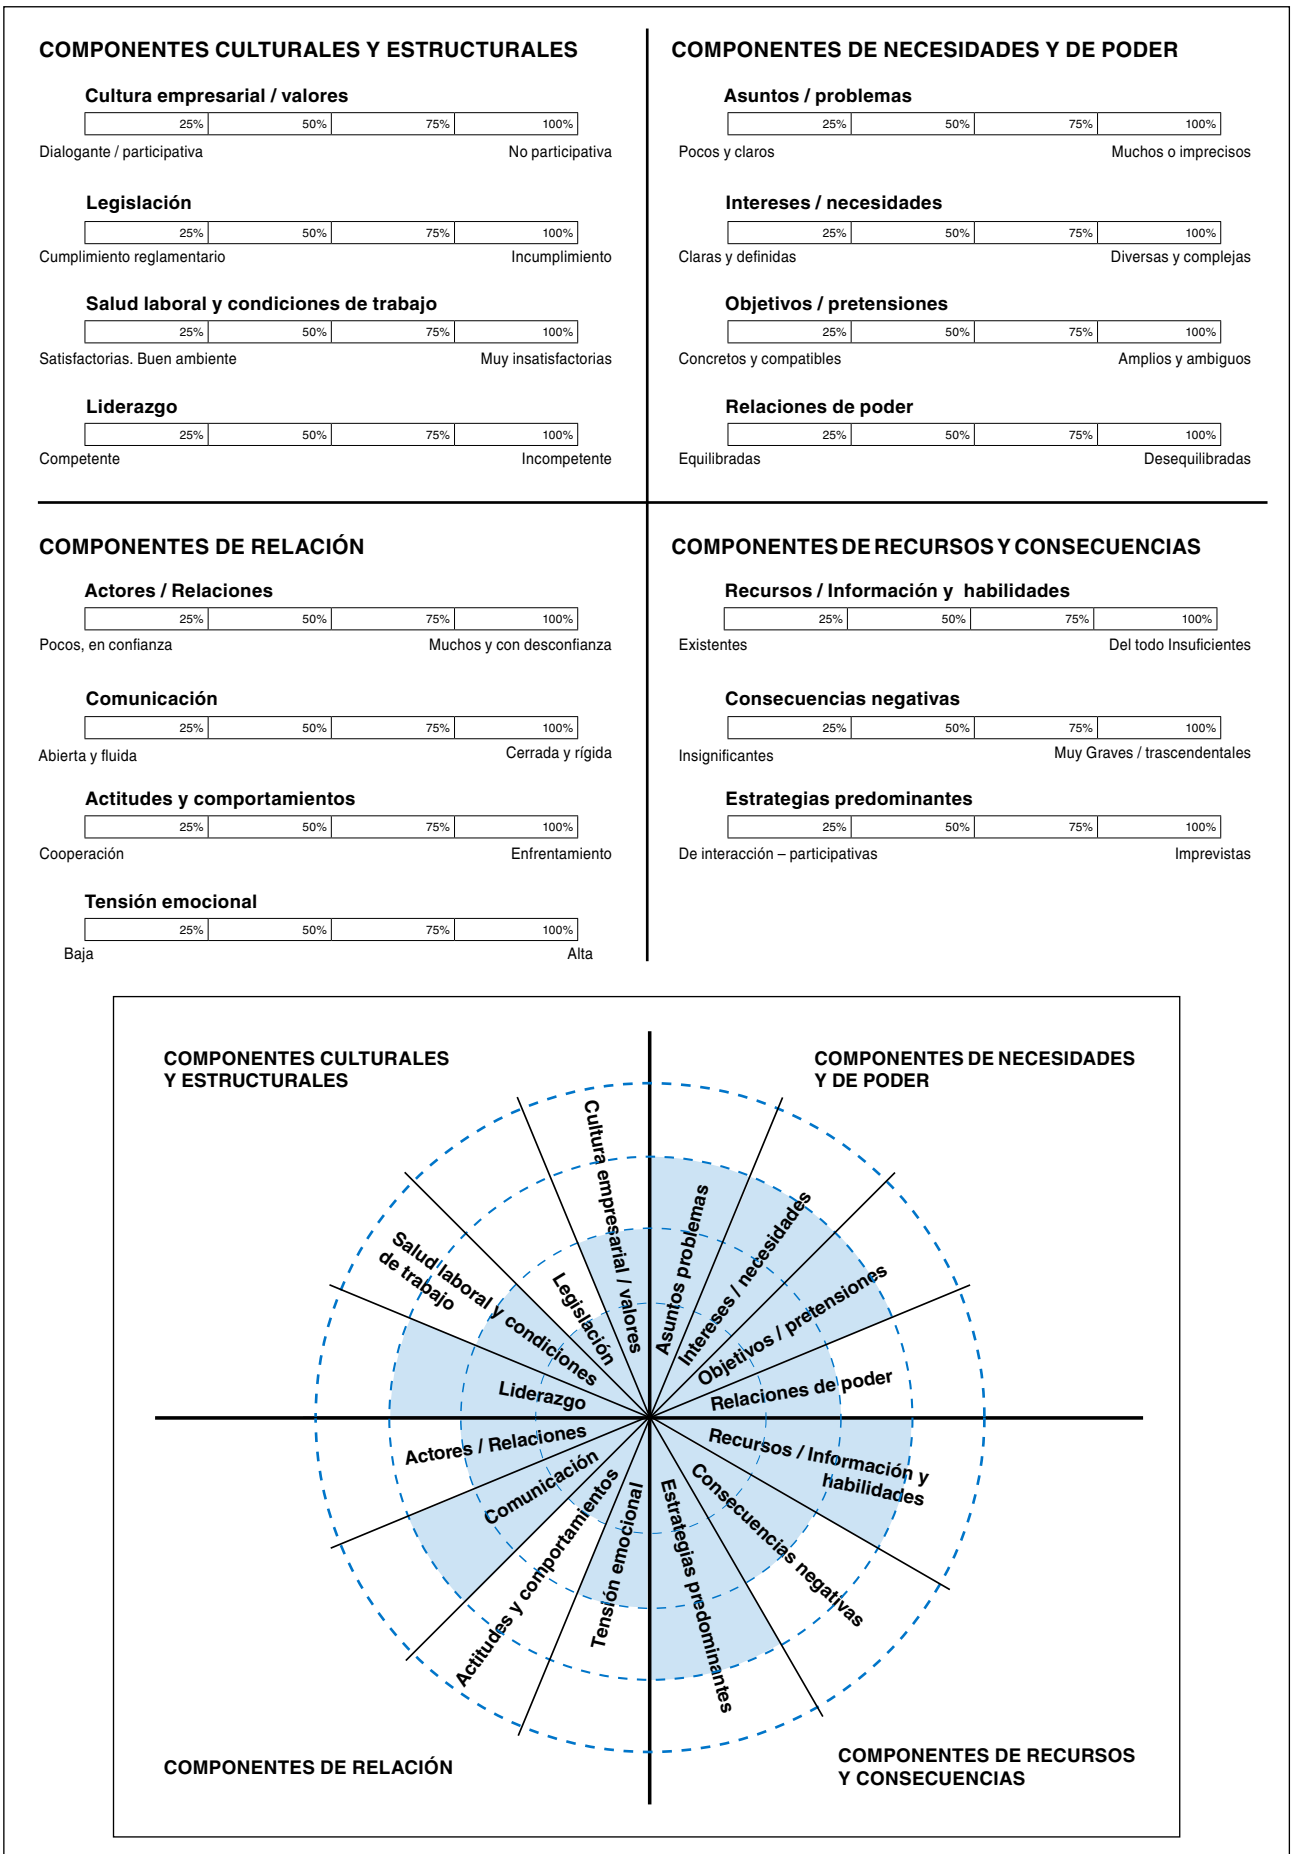 COMPONENTES CULTURALES Y ESTRUCTURALES
Cultura empresarial / valores
25% 50% 75% 100%
Dialogante / participativa No participativa
Legislación
25% 50% 75% 100%
Cumplimiento reglamentario Incumplimiento
Salud laboral y condiciones de trabajo
25% 50% 75% 100%
Satisfactorias. Buen ambiente Muy insatisfactorias
Liderazgo
25% 50% 75% 100%
Competente Incompetente
COMPONENTES DE NECESIDADES Y DE PODER
Asuntos / problemas
25% 50% 75% 100%
Pocos y claros Muchos o imprecisos
Intereses / necesidades
25% 50% 75% 100%
Claras y definidas Diversas y complejas
Objetivos / pretensiones
25% 50% 75% 100%
Concretos y compatibles Amplios y ambiguos
Relaciones de poder
25% 50% 75% 100%
Equilibradas Desequilibradas
COMPONENTES DE RELACIÓN
Actores / Relaciones
25% 50% 75% 100%
Pocos, en confianza Muchos y con desconfianza
Comunicación
25% 50% 75% 100%
Abierta y fluida Cerrada y rígida
Actitudes y comportamientos
25% 50% 75% 100%
Cooperación Enfrentamiento
Tensión emocional
25% 50% 75% 100%
Baja Alta
COMPONENTES DE RECURSOS Y CONSECUENCIAS
Recursos / Información y habilidades
25% 50% 75% 100%
Existentes Del todo Insuficientes
Consecuencias negativas
25% 50% 75% 100%
Insignificantes Muy Graves / trascendentales
Estrategias predominantes
25% 50% 75% 100%
De interacción – participativas Imprevistas
COMPONENTES CULTURALES
Y ESTRUCTURALES
COMPONENTES DE NECESIDADES
Y DE PODER
Cultura empresarial / valores
Legislación
Salud laboral y condiciones
de trabajo
Liderazgo
Asuntos problemas
Intereses / necesidades
Objetivos / pretensiones
Relaciones de poder
Actores / Relaciones
Comunicación
Actitudes y comportamientos
Tensión emocional
Recursos / Información y
habilidades
Consecuencias negativas
Estrategias predominantes
COMPONENTES DE RELACIÓN
COMPONENTES DE RECURSOS
Y CONSECUENCIAS